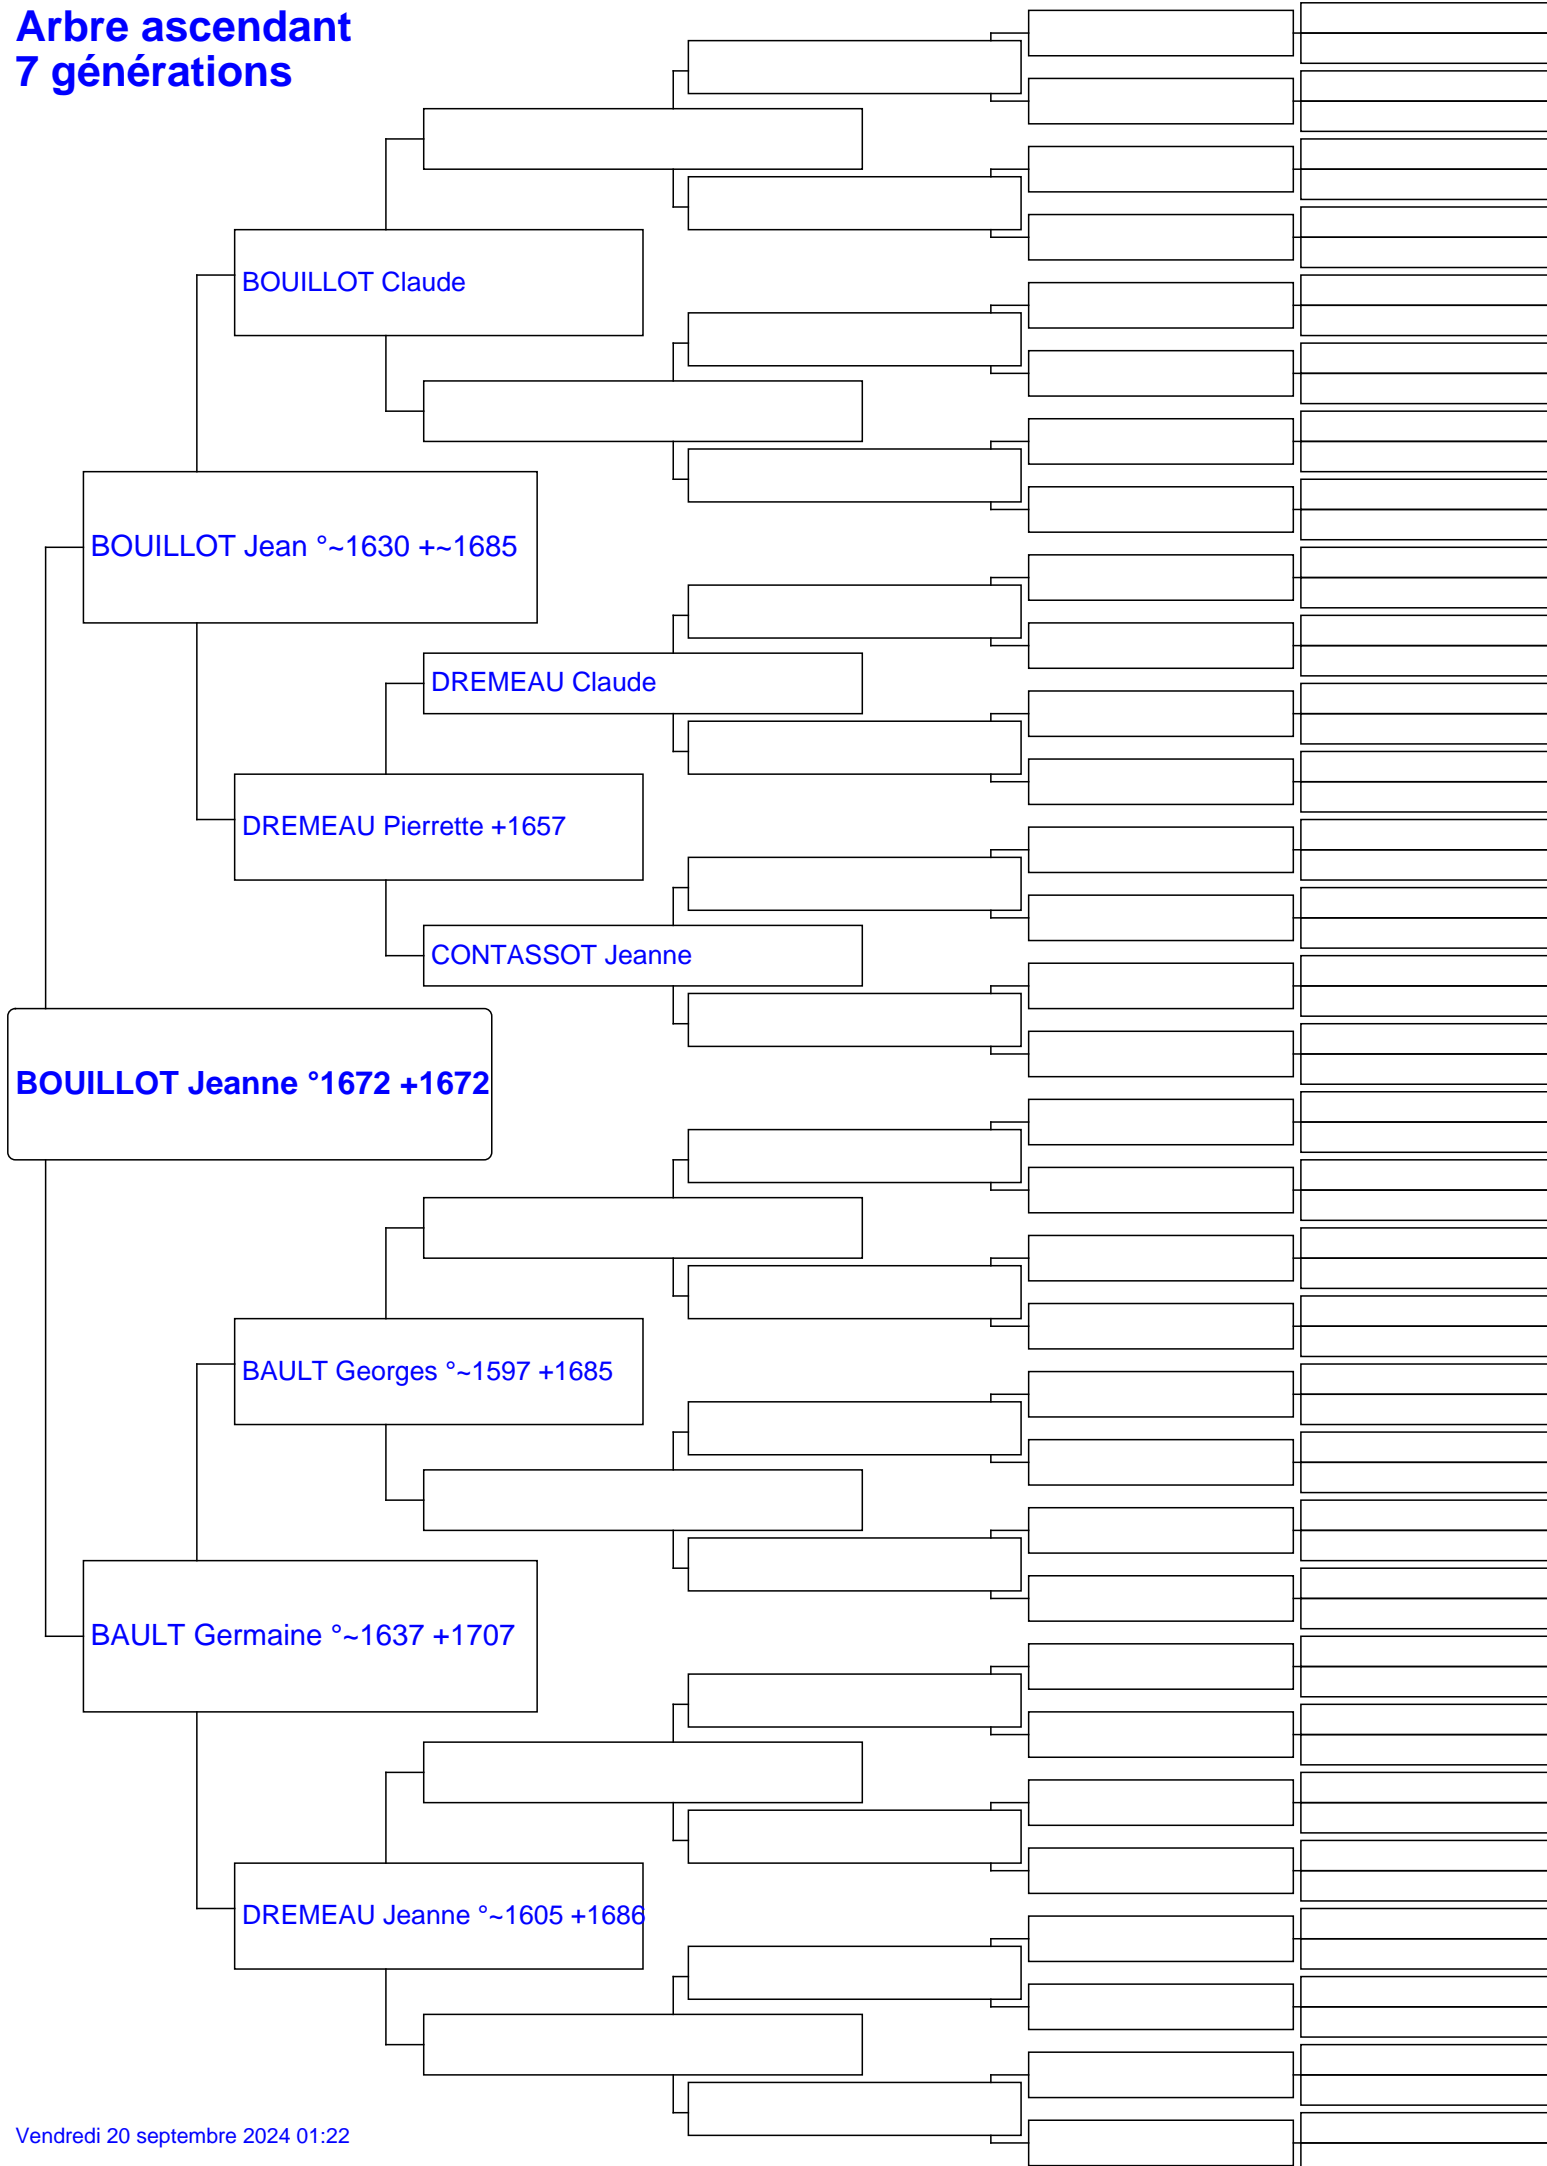 Arbre ascendant
7 générations
BOUILLOT Claude
BOUILLOT Jean °~1630 +~1685
DREMEAU Claude
DREMEAU Pierrette +1657
CONTASSOT Jeanne
BOUILLOT Jeanne °1672 +1672
BAULT Georges °~1597 +1685
BAULT Germaine °~1637 +1707
DREMEAU Jeanne °~1605 +1686
Vendredi 20 septembre 2024 01:22